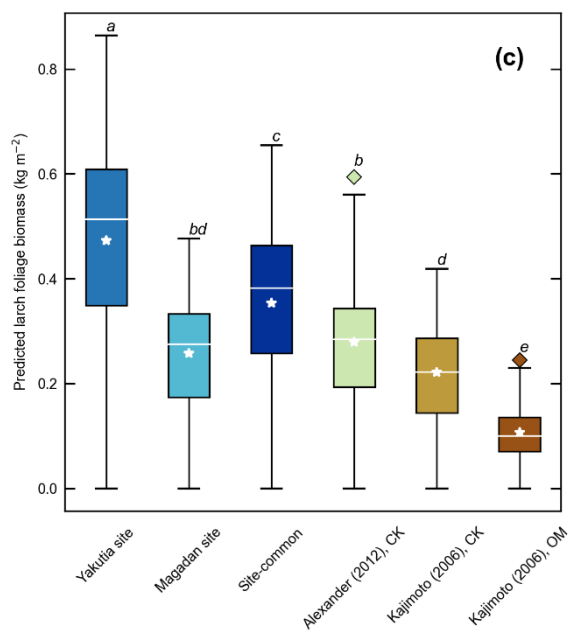 (c)
Predicted larch foliage biomass (kg m⁻²)
0.8
0.6
0.4
0.2
0.0
a
bd
c
b
d
e
Yakutia site
Magadan site
Site-common
Alexander (2012), CK
Kajimoto (2006), CK
Kajimoto (2006), OM